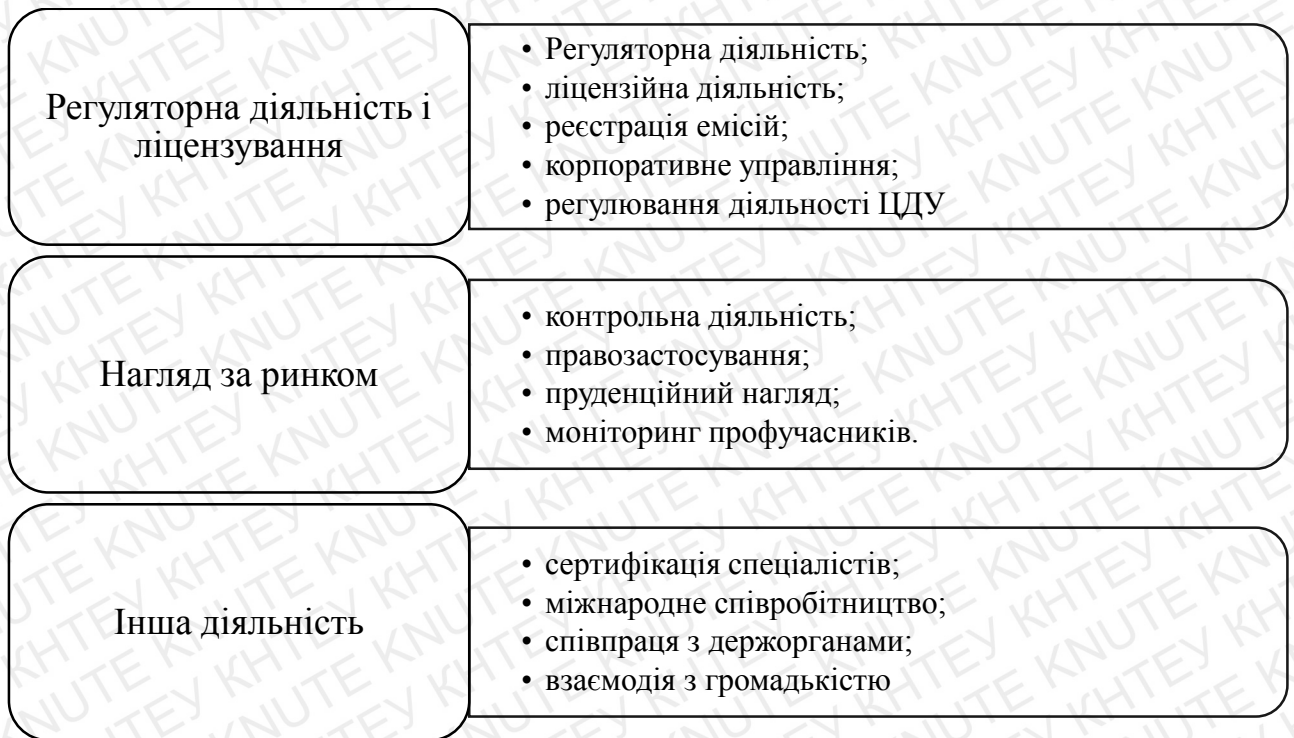 Регуляторна діяльність і
ліцензування
• Регуляторна діяльність;
• ліцензійна діяльність;
• реєстрація емісій;
• корпоративне управління;
• регулювання діяльності ЦДУ
Нагляд за ринком
• контрольна діяльність;
• правозастосування;
• пруденційний нагляд;
• моніторинг профучасників.
Інша діяльність
• сертифікація спеціалістів;
• міжнародне співробітництво;
• співпраця з держорганами;
• взаємодія з громадькістю